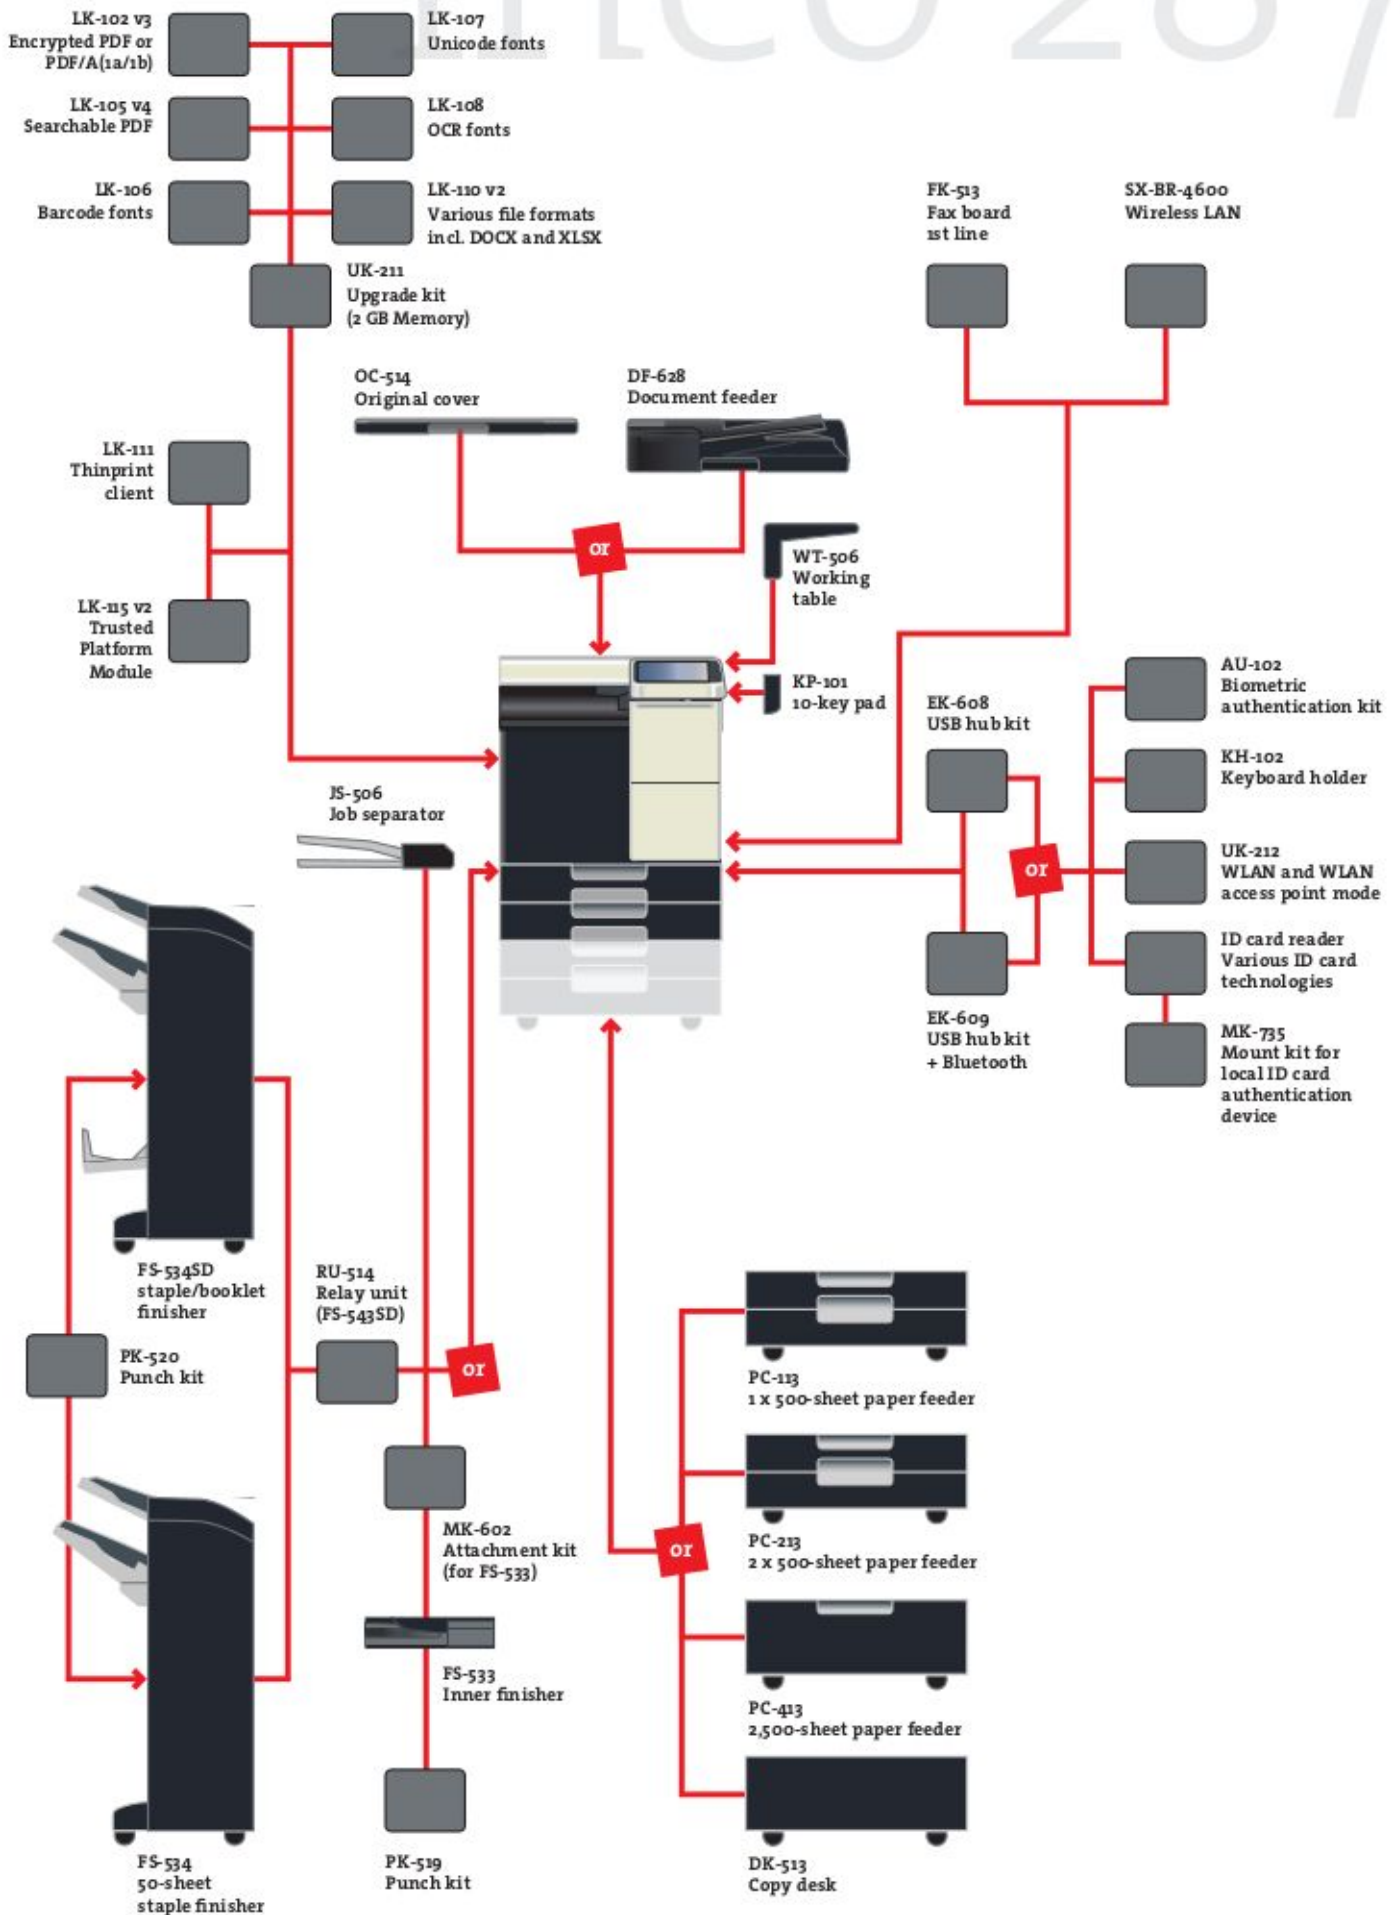 LK-102 v3
Encrypted PDF or
PDF/A(1a/1b)
LK-107
Unicode fonts
LK-105 v4
Searchable PDF
LK-108
OCR fonts
LK-106
Barcode fonts
LK-110 v2
Various file formats
incl. DOCX and XLSX
UK-211
Upgrade kit
(2 GB Memory)
FK-513
Fax board
1st line
SX-BR-4600
Wireless LAN
OC-514
Original cover
DF-628
Document feeder
or
LK-111
Thinprint
client
LK-115 v2
Trusted
Platform
Module
WT-506
Working
table
KP-101
10-key pad
JS-506
Job separator
EK-608
USB hub kit
or
EK-609
USB hub kit
+ Bluetooth
AU-102
Biometric
authentication kit
KH-102
Keyboard holder
UK-212
WLAN and WLAN
access point mode
ID card reader
Various ID card
technologies
MK-735
Mount kit for
local ID card
authentication
device
FS-534SD
staple/booklet
finisher
RU-514
Relay unit
(FS-543SD)
PK-520
Punch kit
or
MK-602
Attachment kit
(for FS-533)
FS-533
Inner finisher
PK-519
Punch kit
FS-534
50-sheet
staple finisher
or
PC-113
1 x 500-sheet paper feeder
PC-213
2 x 500-sheet paper feeder
PC-413
2,500-sheet paper feeder
DK-513
Copy desk